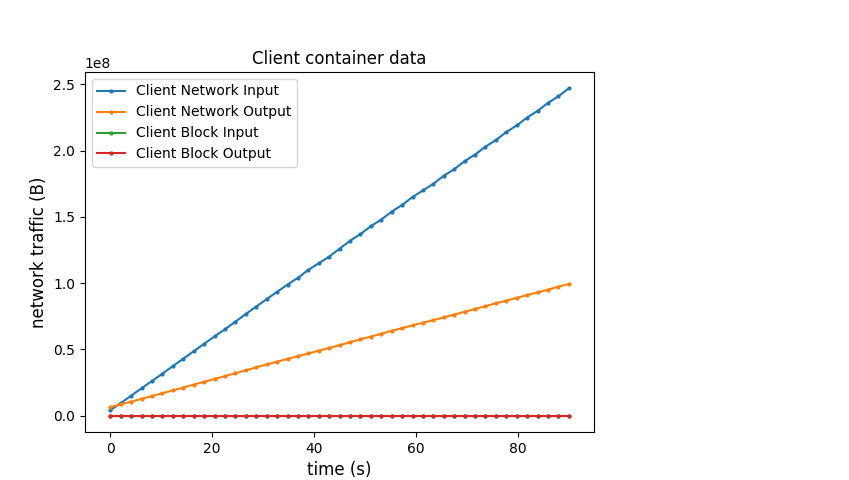 Client container data
1e8
2.5
2.0
1.5
1.0
0.5
0.0
network traffic (B)
Client Network Input
Client Network Output
Client Block Input
Client Block Output
0 20 40 60 80
time (s)